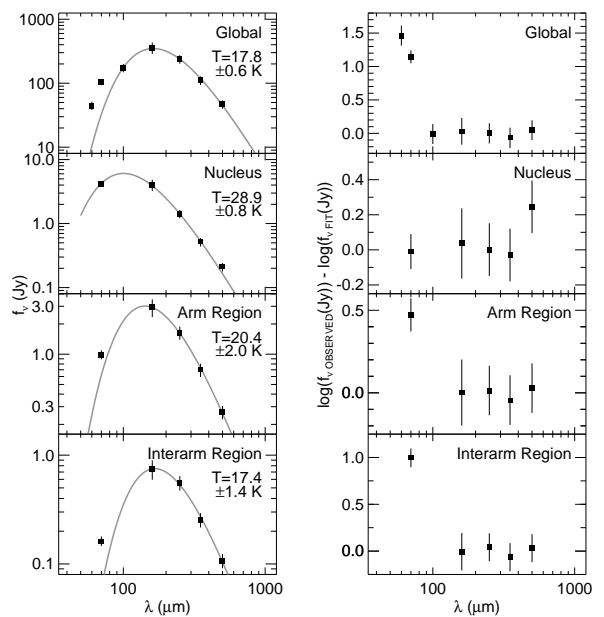 1000
100
10
Global
T=17.8
±0.6 K
10.0
1.0
0.1
Nucleus
T=28.9
±0.8 K
3.0
1.0
0.3
Arm Region
T=20.4
±2.0 K
1.0
0.1
Interarm Region
T=17.4
±1.4 K
fν (Jy)
100
1000
λ (μm)
1.5
1.0
0.5
0.0
Global
0.4
0.2
0.0
-0.2
Nucleus
0.5
0.0
Arm Region
1.0
0.5
0.0
Interarm Region
log(fν OBSERVED(Jy)) - log(fν FIT(Jy))
100
1000
λ (μm)